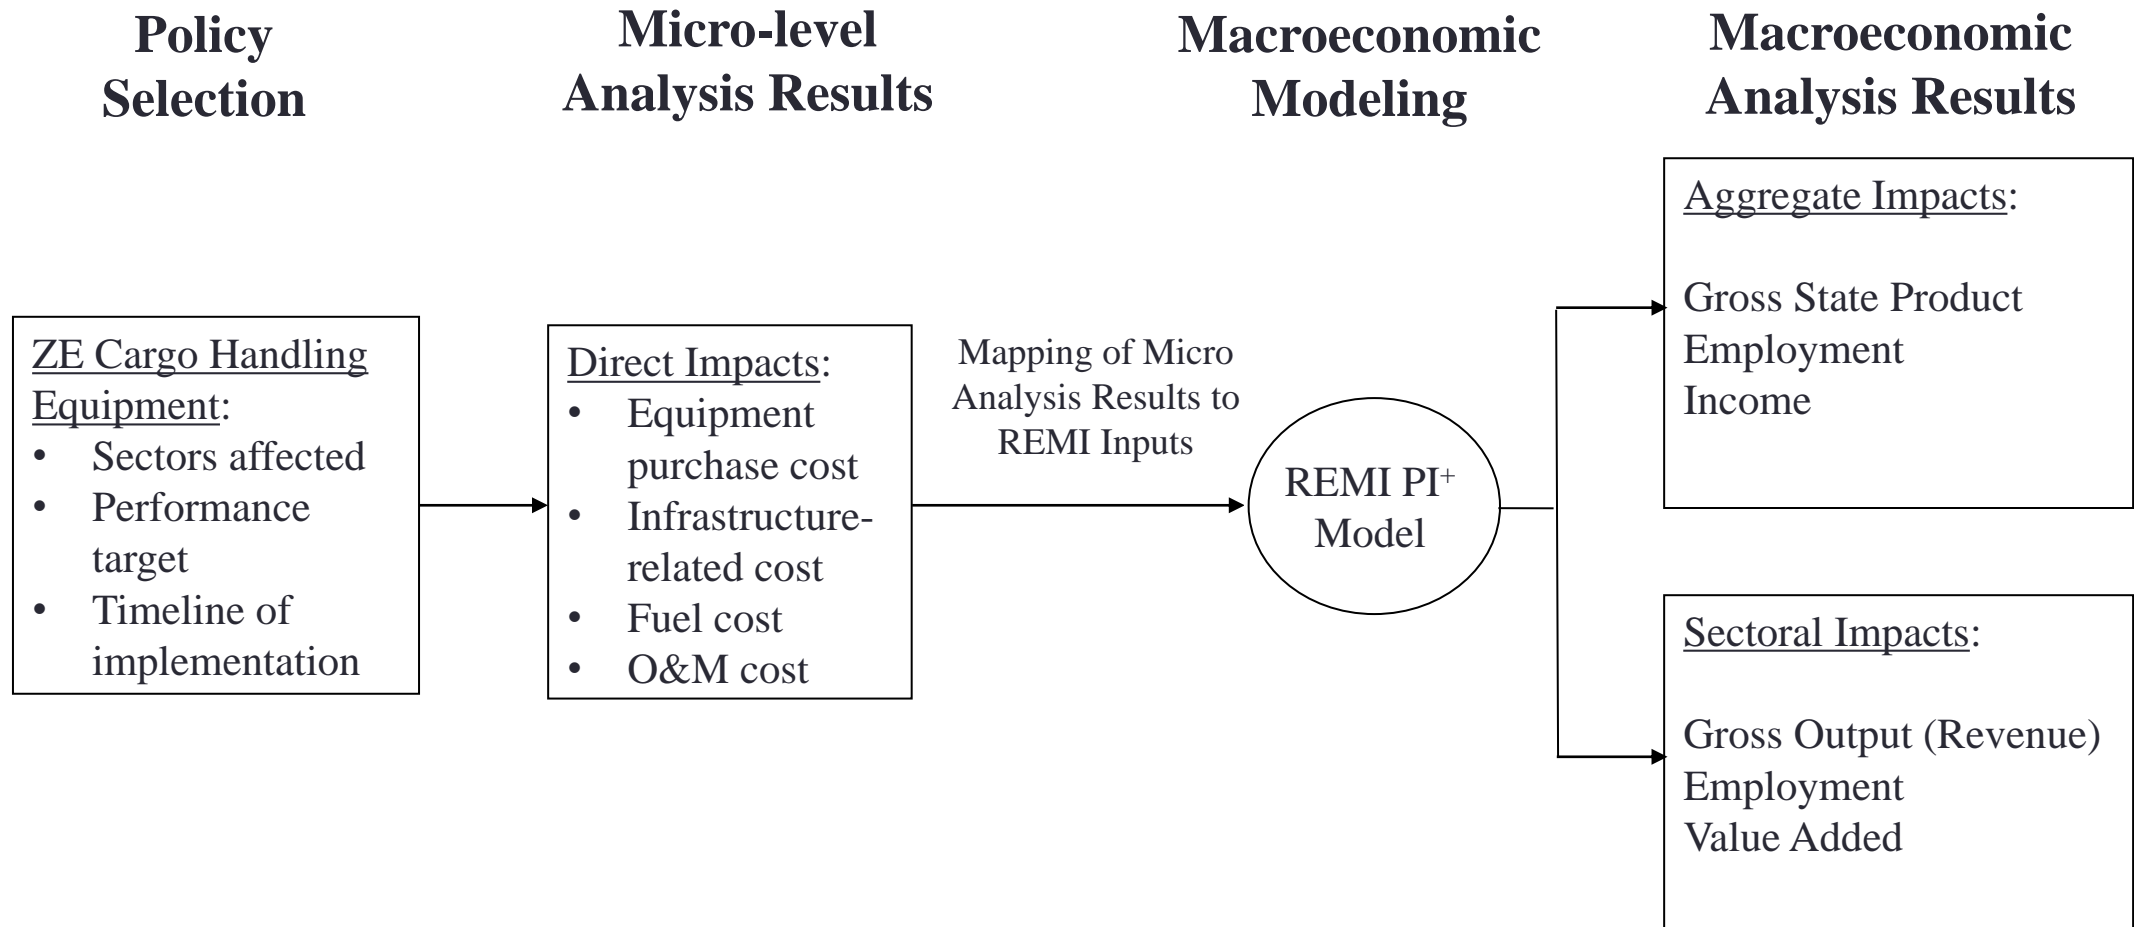 Policy
Selection
Micro-level
Analysis Results
Macroeconomic
Modeling
Macroeconomic
Analysis Results
ZE Cargo Handling
Equipment:
• Sectors affected
• Performance
target
• Timeline of
implementation
Direct Impacts:
• Equipment
purchase cost
• Infrastructure-
related cost
• Fuel cost
• O&M cost
Mapping of Micro
Analysis Results to
REMI Inputs
REMI PI⁺
Model
Aggregate Impacts:
Gross State Product
Employment
Income
Sectoral Impacts:
Gross Output (Revenue)
Employment
Value Added